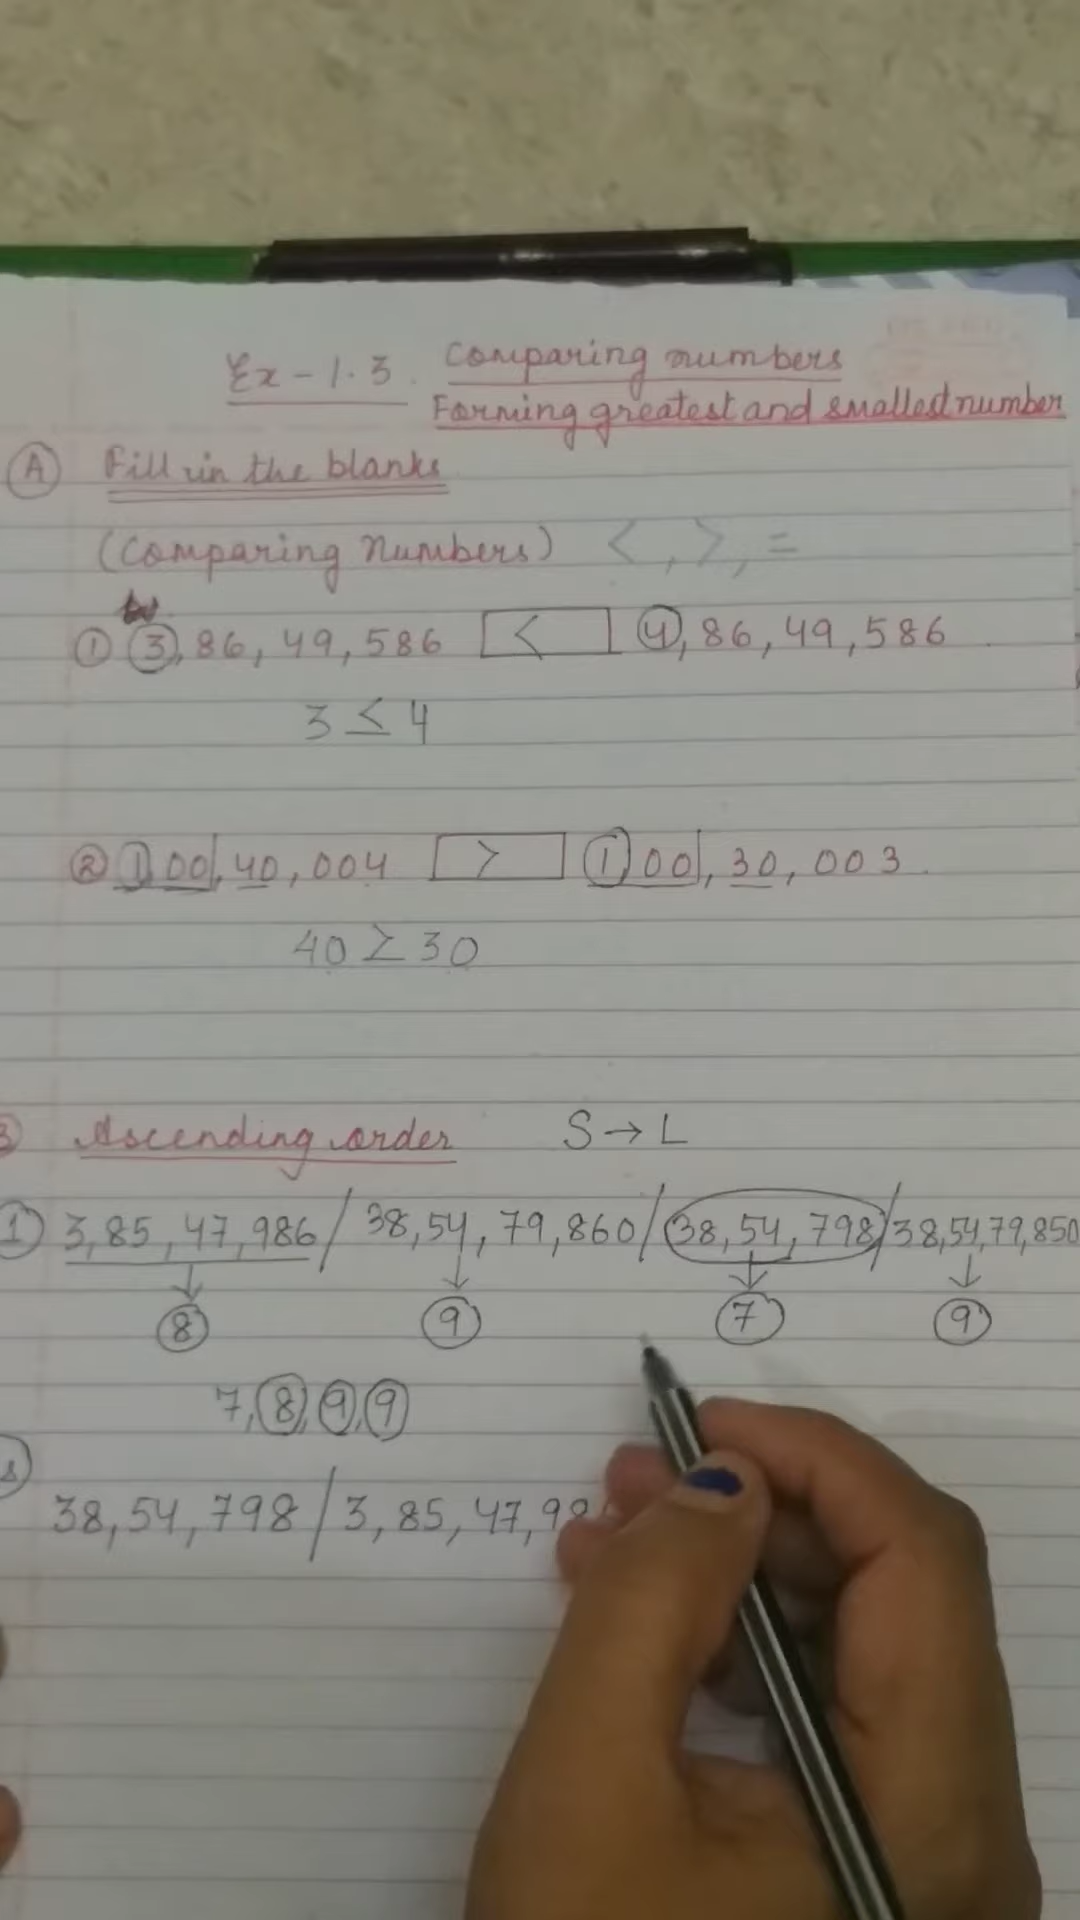 Ex-1.3. Comparing numbers
Forming greatest and smallest number
A Fill in the blanks
(Comparing Numbers) <, >, =
① 3,86,49,586 < 4,86,49,586
3 < 4
② 1,00,40,004 > 1,00,30,003
40 > 30
Ascending order S → L
① 3,85,47,986 / 38,54,79,860 / 38,54,798 / 38,54,79,850
8 9 7 9
7, 8, 9, 9
38,54,798 / 3,85,47,98